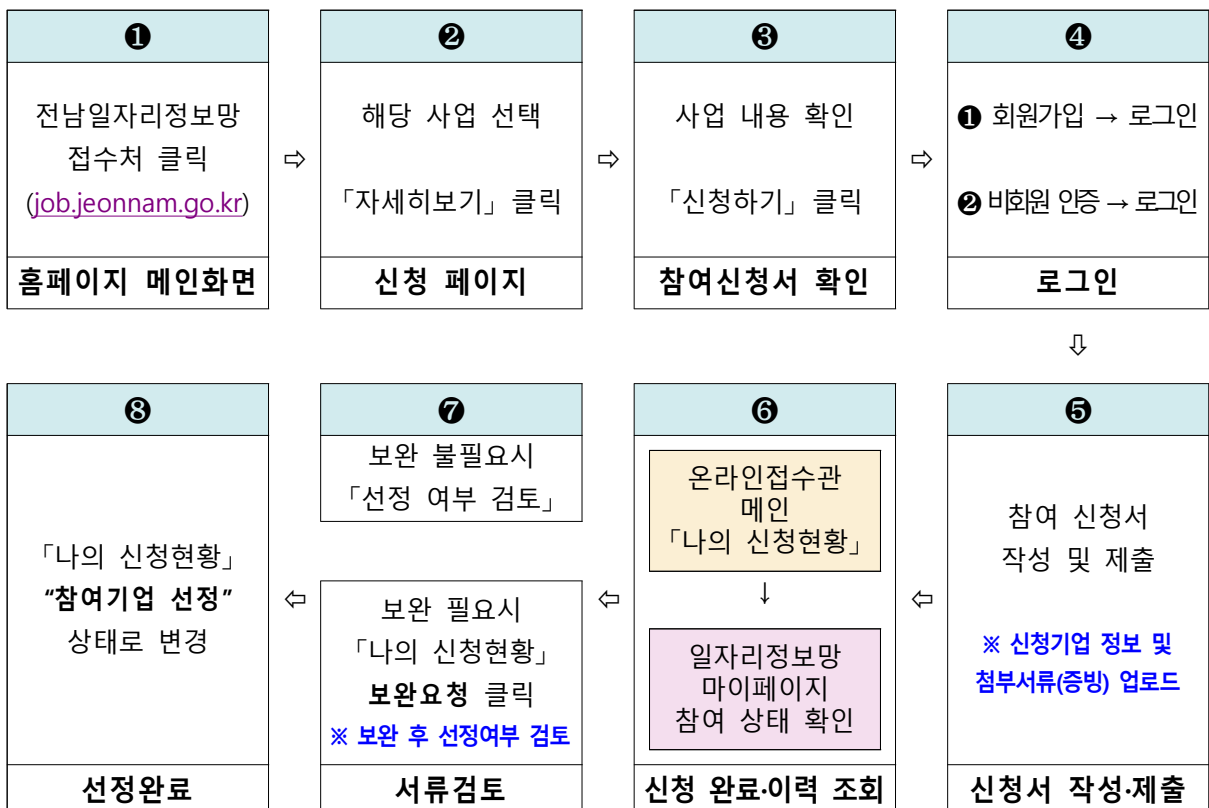 ❶
전남일자리정보망
접수처 클릭
(job.jeonnam.go.kr)
홈페이지 메인화면
⇨
❷
해당 사업 선택
「자세히보기」 클릭
신청 페이지
⇨
❸
사업 내용 확인
「신청하기」 클릭
참여신청서 확인
⇨
❹
❶ 회원가입 → 로그인
❷ 비회원 인증 → 로그인
로그인
⇩
❺
참여 신청서
작성 및 제출
※ 신청기업 정보 및
첨부서류(증빙) 업로드
신청서 작성·제출
⇦
❻
온라인접수관
메인
「나의 신청현황」
↓
일자리정보망
마이페이지
참여 상태 확인
신청 완료·이력 조회
⇦
❼
보완 불필요시
「선정 여부 검토」
보완 필요시
「나의 신청현황」
보완요청 클릭
※ 보완 후 선정여부 검토
서류검토
⇦
❽
「나의 신청현황」
“참여기업 선정”
상태로 변경
선정완료